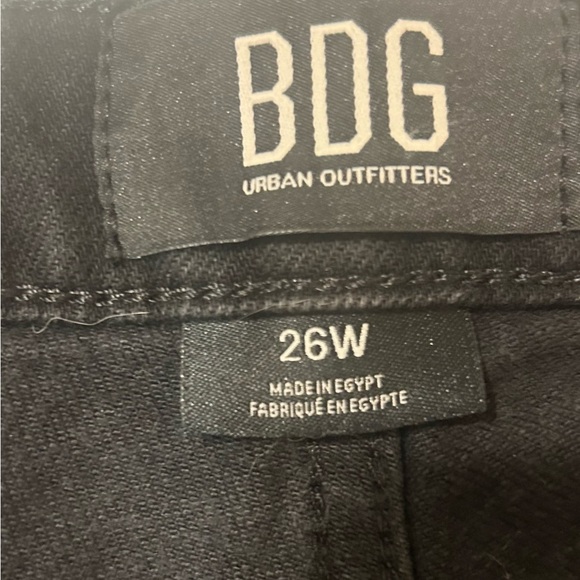 BDG
URBAN OUTFITTERS
26W
MADE IN EGYPT
FABRIQUÉ EN EGYPTE